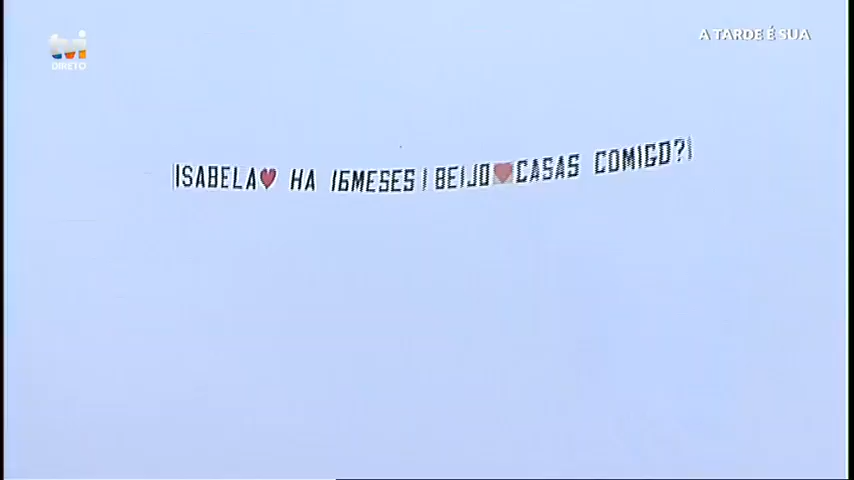 tvi
DIRETO
A TARDE É SUA
ISABELA♥ HA 16MESES 1 BEIJO♥CASAS COMIGO?